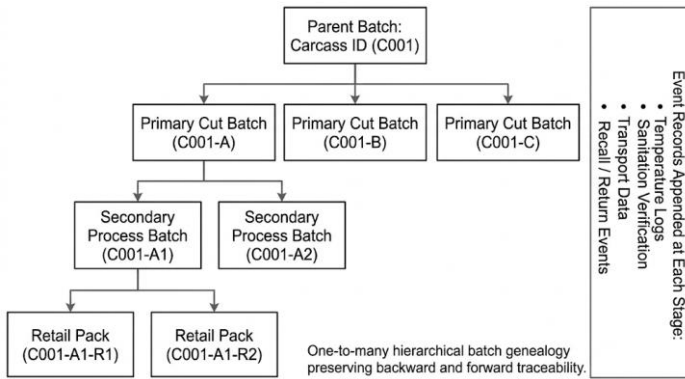 Parent Batch:
Carcass ID (C001)
Primary Cut Batch
(C001-A)
Primary Cut Batch
(C001-B)
Primary Cut Batch
(C001-C)
Secondary
Process Batch
(C001-A1)
Secondary
Process Batch
(C001-A2)
Retail Pack
(C001-A1-R1)
Retail Pack
(C001-A1-R2)
One-to-many hierarchical batch genealogy
preserving backward and forward traceability.
Event Records Appended at Each Stage:
• Temperature Logs
• Sanitation Verification
• Transport Data
• Recall / Return Events